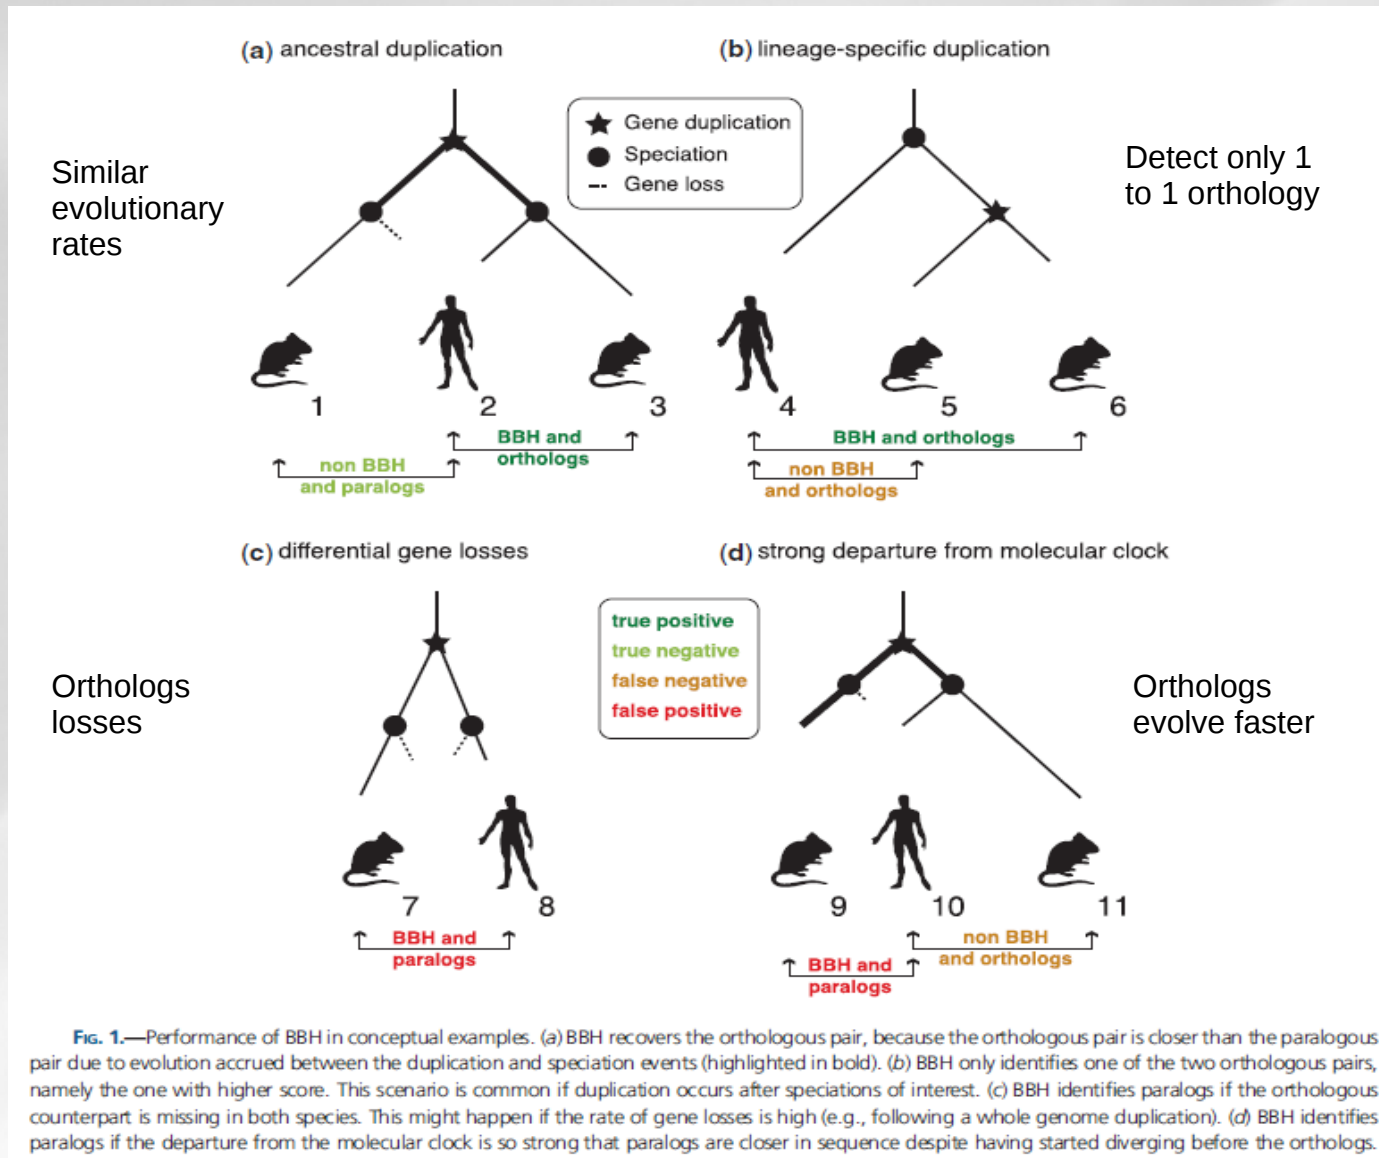 (a) ancestral duplication
(b) lineage-specific duplication
Gene duplication
Speciation
Gene loss
Similar
evolutionary
rates
Detect only 1
to 1 orthology
1
2
3
4
5
6
BBH and
orthologs
non BBH
and paralogs
BBH and orthologs
non BBH
and orthologs
(c) differential gene losses
(d) strong departure from molecular clock
true positive
true negative
false negative
false positive
Orthologs
losses
Orthologs
evolve faster
7
8
9
10
11
BBH and
paralogs
non BBH
and orthologs
BBH and
paralogs
FIG. 1.—Performance of BBH in conceptual examples. (a) BBH recovers the orthologous pair, because the orthologous pair is closer than the paralogous
pair due to evolution accrued between the duplication and speciation events (highlighted in bold). (b) BBH only identifies one of the two orthologous pairs,
namely the one with higher score. This scenario is common if duplication occurs after speciations of interest. (c) BBH identifies paralogs if the orthologous
counterpart is missing in both species. This might happen if the rate of gene losses is high (e.g., following a whole genome duplication). (d) BBH identifies
paralogs if the departure from the molecular clock is so strong that paralogs are closer in sequence despite having started diverging before the orthologs.